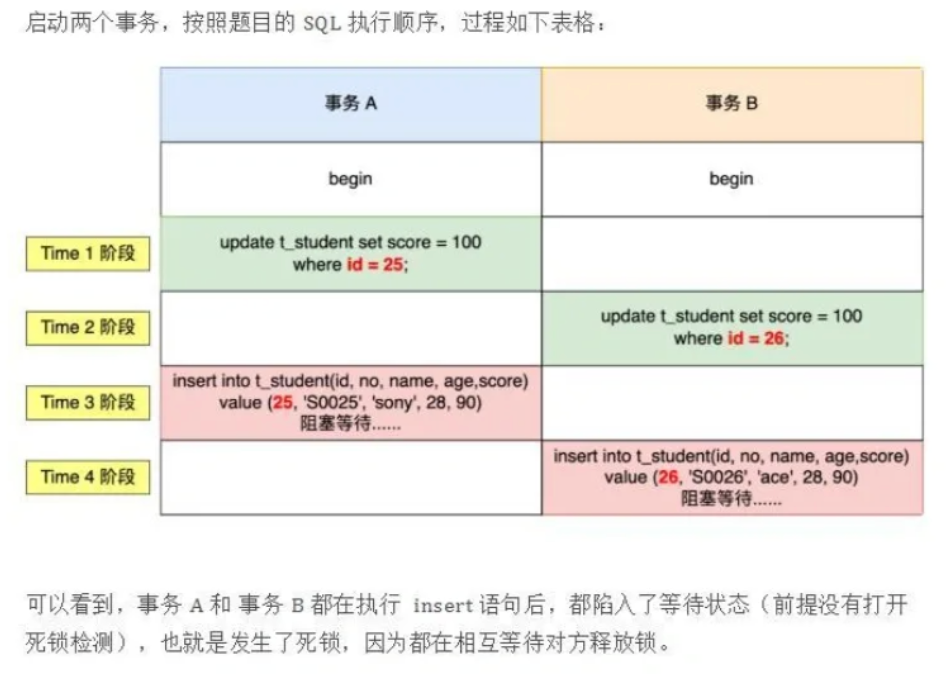 启动两个事务，按照题目的 SQL 执行顺序，过程如下表格：
事务 A
事务 B
begin
begin
Time 1 阶段
update t_student set score = 100
where id = 25;
Time 2 阶段
update t_student set score = 100
where id = 26;
Time 3 阶段
insert into t_student(id, no, name, age,score)
value (25, 'S0025', 'sony', 28, 90)
阻塞等待......
Time 4 阶段
insert into t_student(id, no, name, age,score)
value (26, 'S0026', 'ace', 28, 90)
阻塞等待......
可以看到，事务 A 和 事务 B 都在执行 insert 语句后，都陷入了等待状态（前提没有打开
死锁检测），也就是发生了死锁，因为都在相互等待对方释放锁。